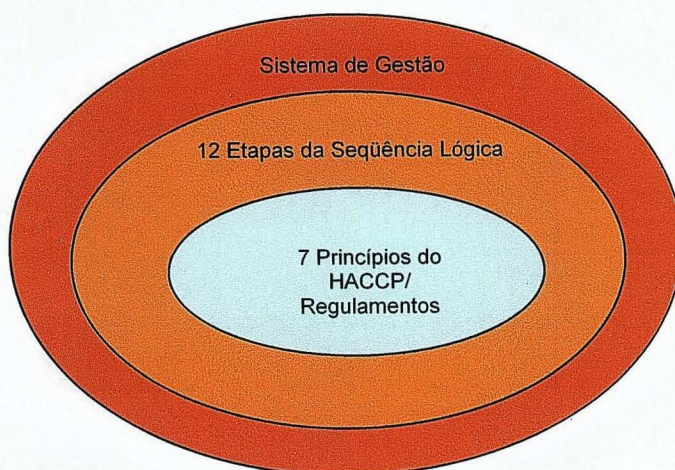 Sistema de Gestão
12 Etapas da Seqüência Lógica
7 Princípios do
HACCP/
Regulamentos